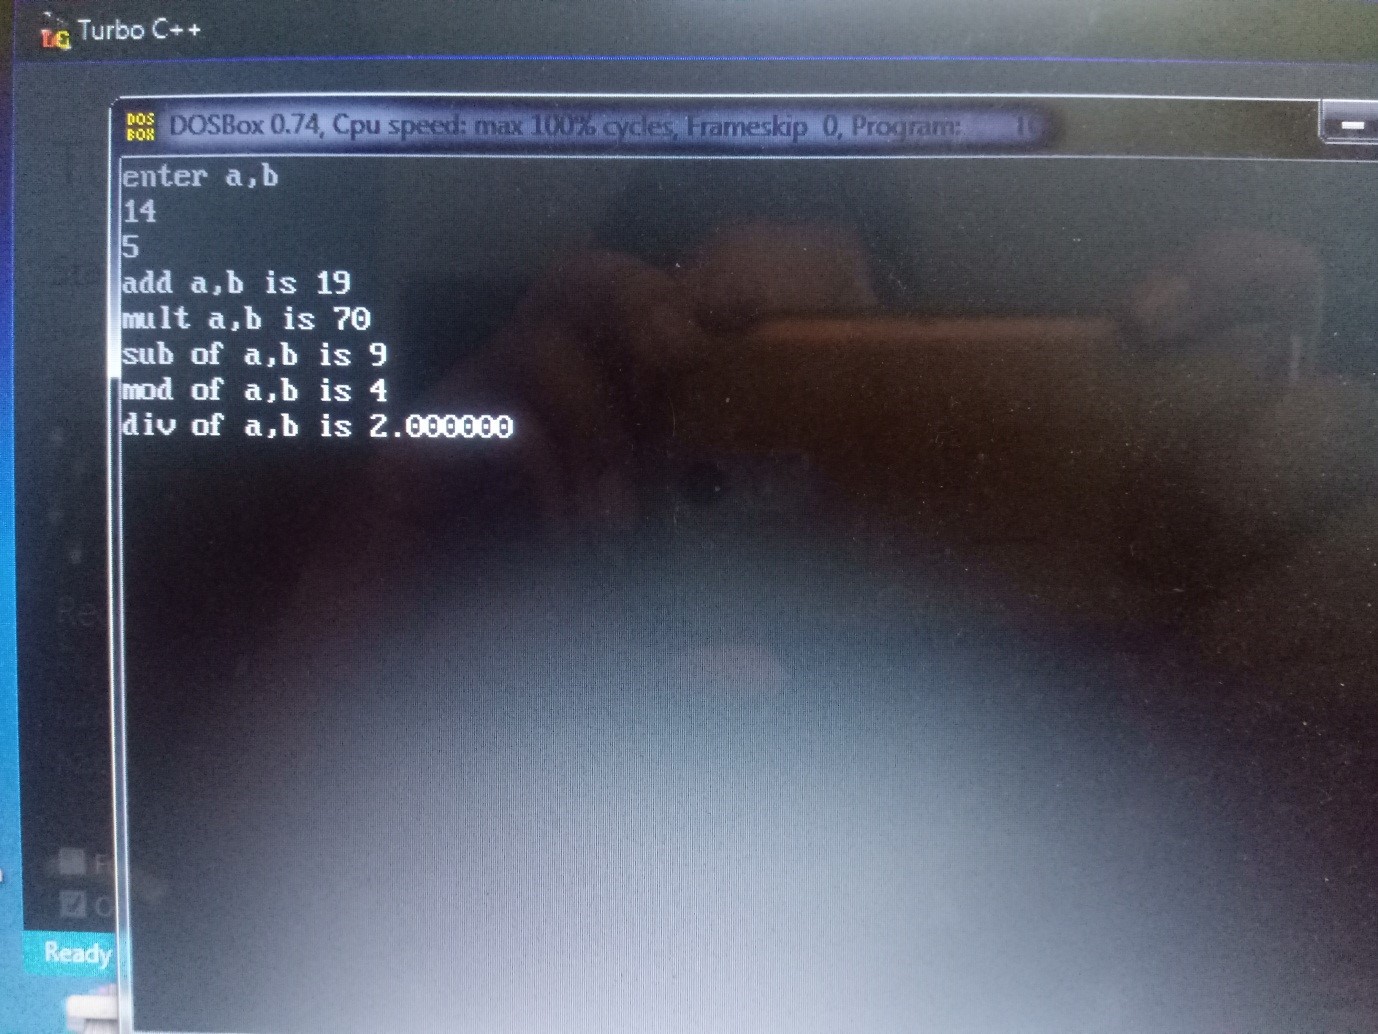 Turbo C++
DOSBox 0.74, Cpu speed: max 100% cycles, Frameskip 0, Program:
enter a,b
14
5
add a,b is 19
mult a,b is 70
sub of a,b is 9
mod of a,b is 4
div of a,b is 2.000000
Ready